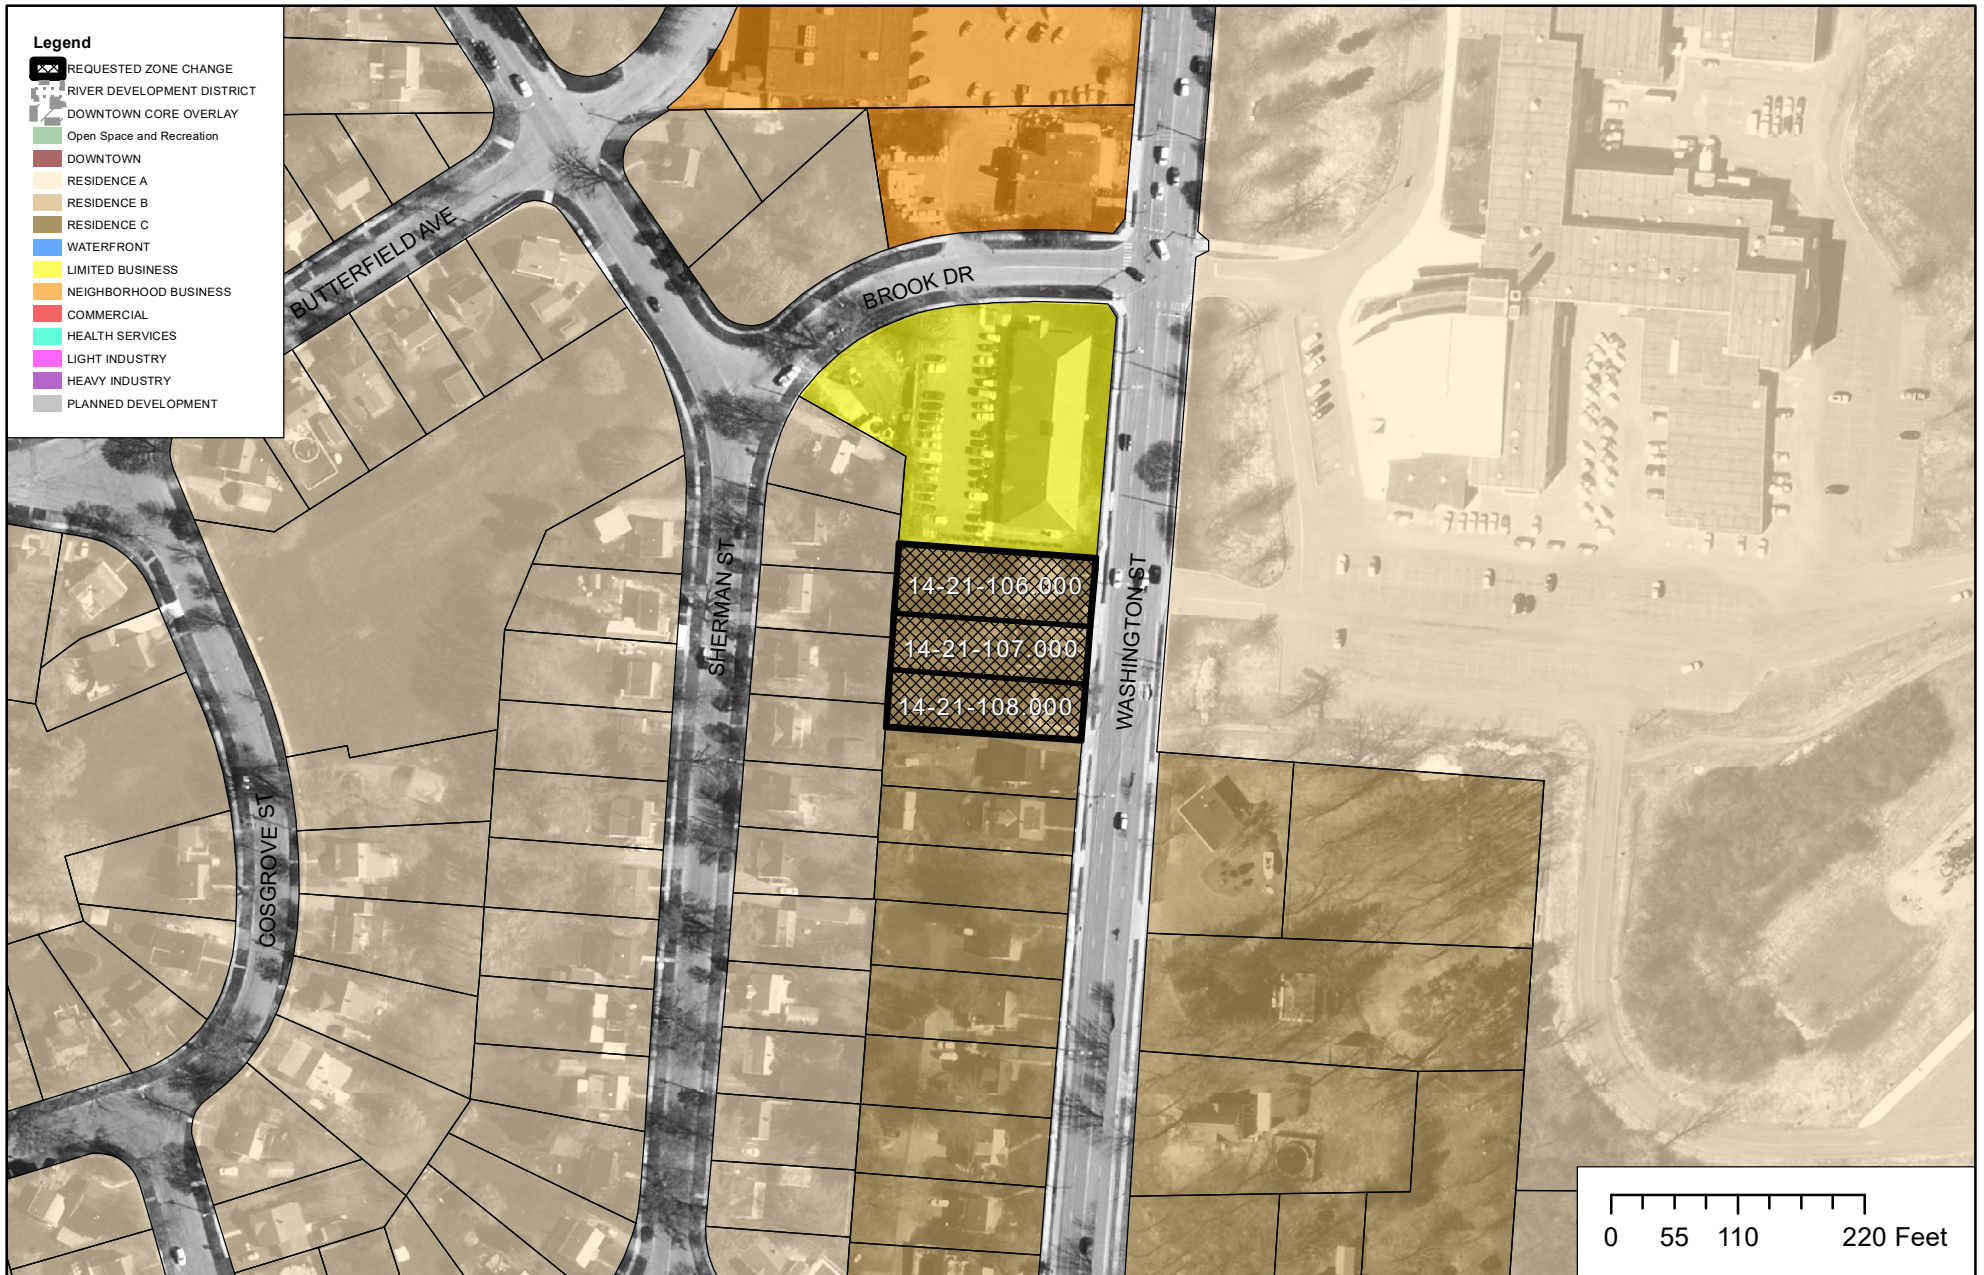 Legend
REQUESTED ZONE CHANGE
RIVER DEVELOPMENT DISTRICT
DOWNTOWN CORE OVERLAY
Open Space and Recreation
DOWNTOWN
RESIDENCE A
RESIDENCE B
RESIDENCE C
WATERFRONT
LIMITED BUSINESS
NEIGHBORHOOD BUSINESS
COMMERCIAL
HEALTH SERVICES
LIGHT INDUSTRY
HEAVY INDUSTRY
PLANNED DEVELOPMENT
BUTTERFIELD AVE
BROOK DR
SHERMAN ST
WASHINGTON ST
14-21-106.000
14-21-107.000
14-21-108.000
COSGROVE ST
0 55 110 220 Feet